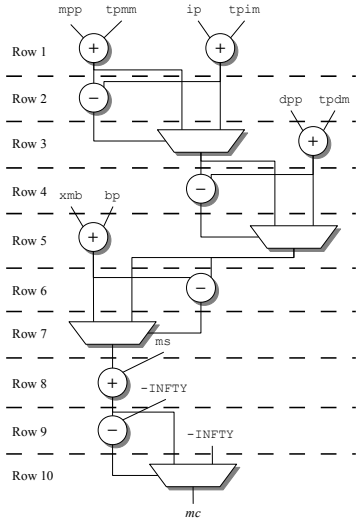 mpp tpmm ip tpim
Row 1 + +
Row 2 −
dpp tpdm
Row 3 +
Row 4 −
xmb bp
Row 5 +
Row 6 −
Row 7
ms
Row 8 +
-INFTY
Row 9 −
-INFTY
Row 10
mc